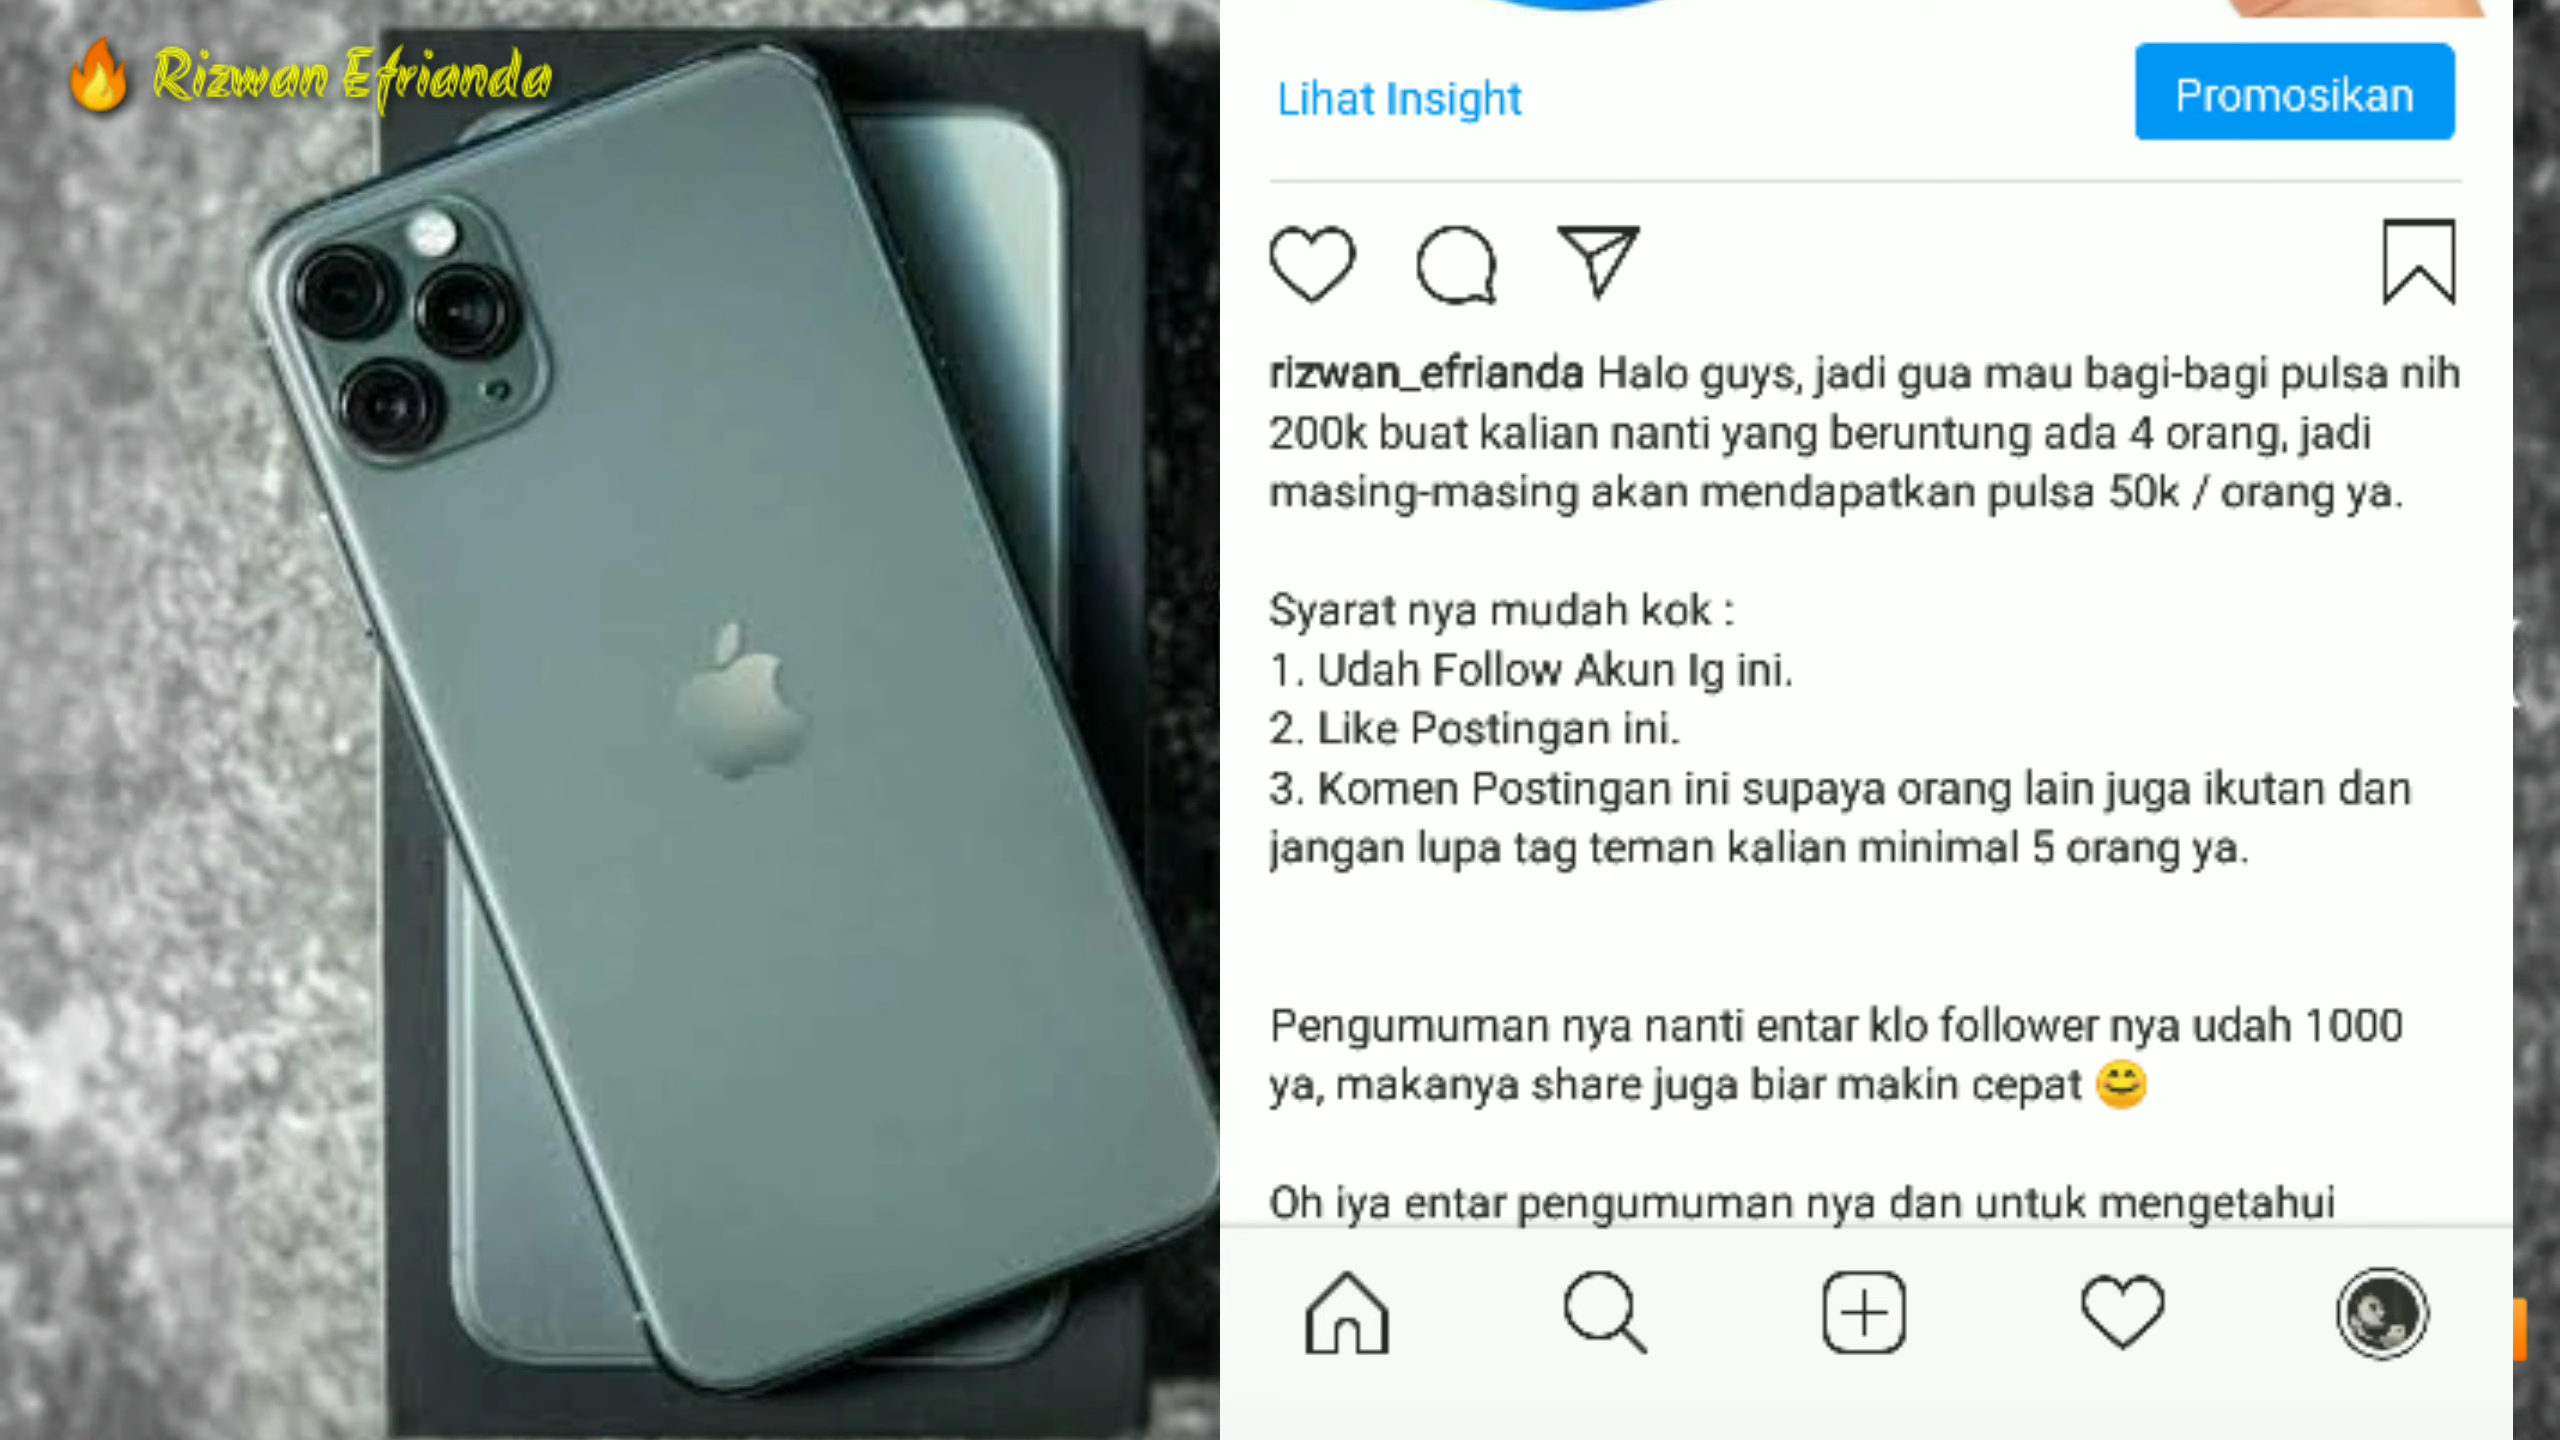 🔥 Rizwan Efrianda
Lihat Insight
Promosikan
rizwan_efrianda Halo guys, jadi gua mau bagi-bagi pulsa nih
200k buat kalian nanti yang beruntung ada 4 orang, jadi
masing-masing akan mendapatkan pulsa 50k / orang ya.
Syarat nya mudah kok :
1. Udah Follow Akun Ig ini.
2. Like Postingan ini.
3. Komen Postingan ini supaya orang lain juga ikutan dan
jangan lupa tag teman kalian minimal 5 orang ya.
Pengumuman nya nanti entar klo follower nya udah 1000
ya, makanya share juga biar makin cepat 😊
Oh iya entar pengumuman nya dan untuk mengetahui